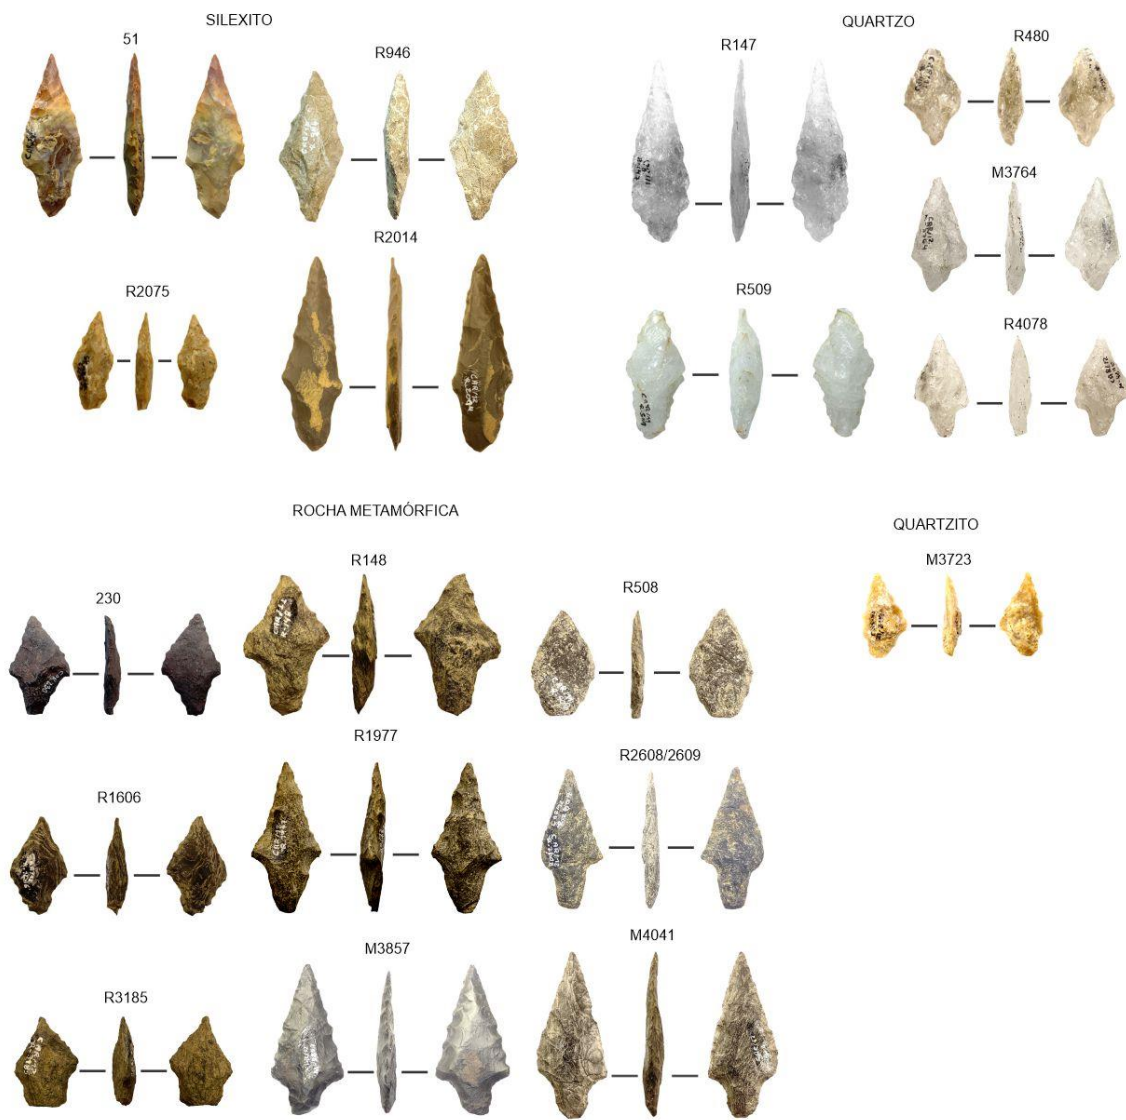 SILEXITO
51
R946
R2014
R2075
QUARTZO
R147
R480
M3764
R509
R4078
ROCHA METAMÓRFICA
R148
230
R508
R1977
R2608/2609
R1606
M3857
M4041
R3185
QUARTZITO
M3723